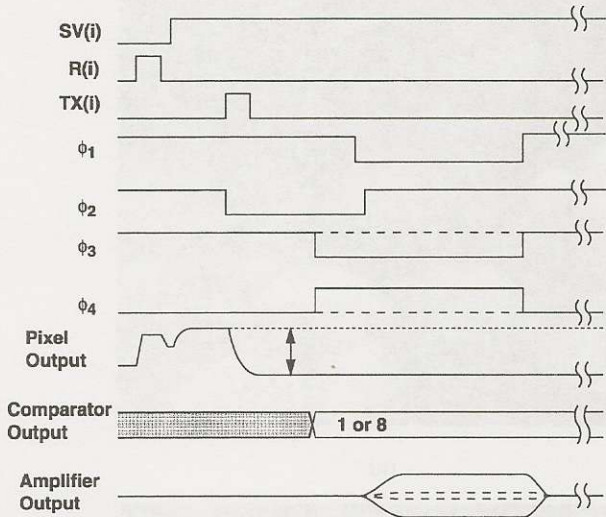 SV(i)
R(i)
TX(i)
ϕ1
ϕ2
ϕ3
ϕ4
Pixel
Output
Comparator
Output
1 or 8
Amplifier
Output